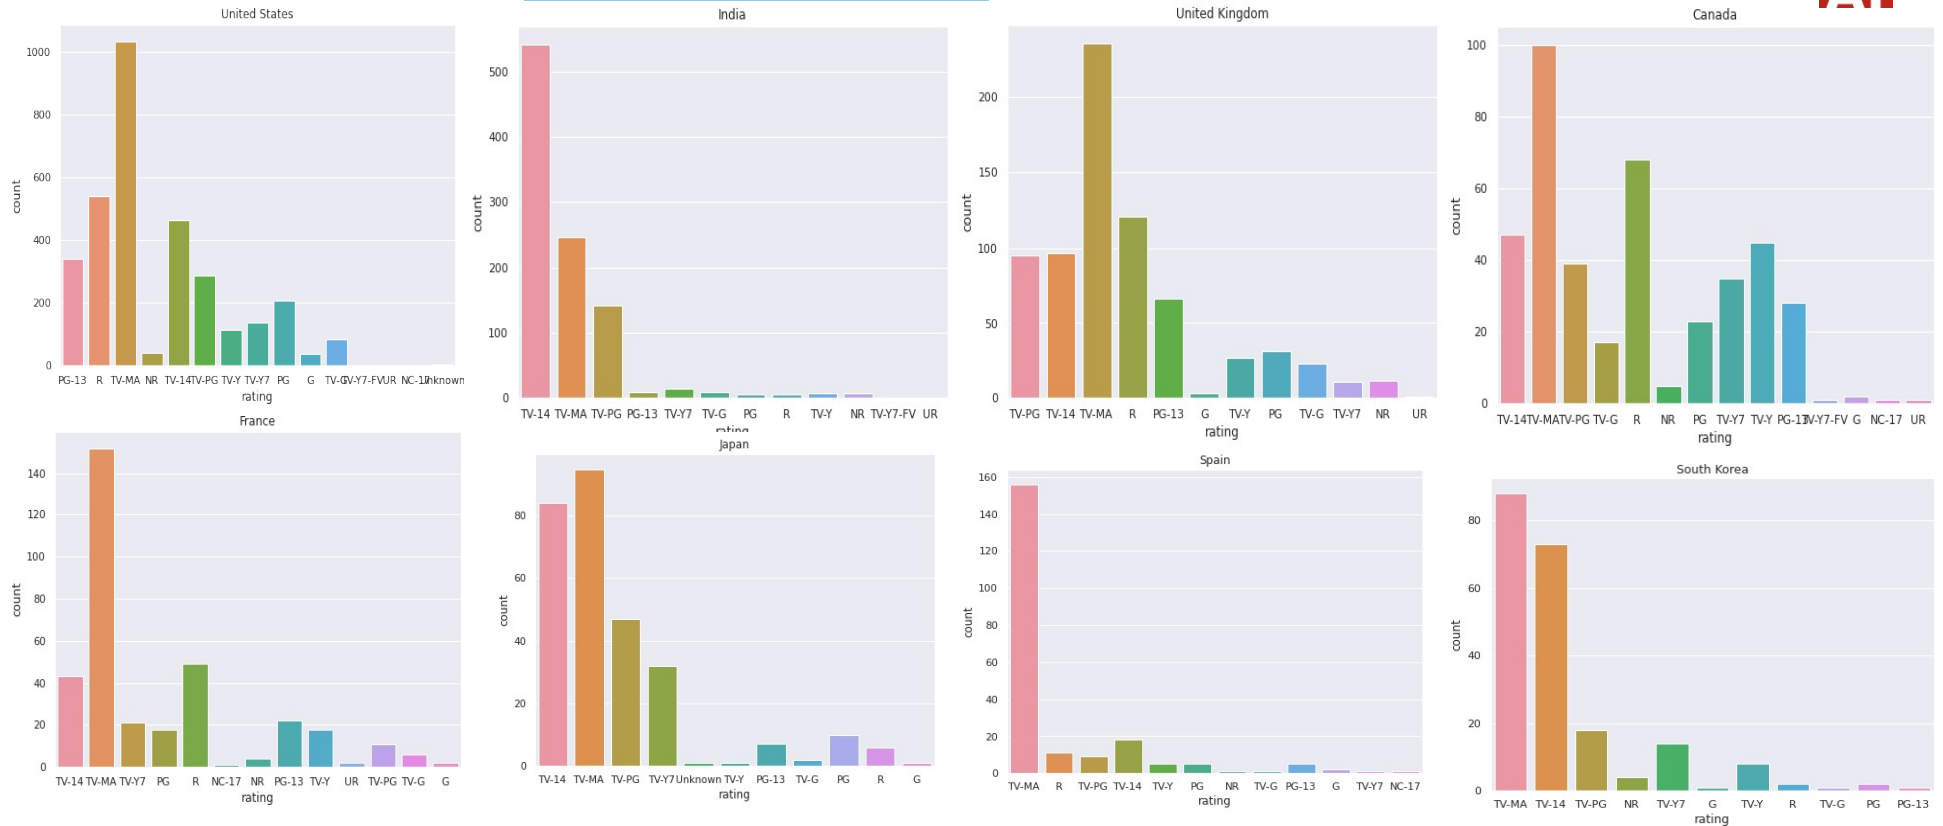 United States
1000
800
600
400
200
0
count
PG-13 R TV-MA NR TV-14 TV-PG TV-Y TV-Y7 PG G TV-G TV-Y7-FV UR NC-17 Unknown
rating
India
500
400
300
200
100
0
count
TV-14 TV-MA TV-PG PG-13 TV-Y7 TV-G PG R TV-Y NR TV-Y7-FV UR
rating
United Kingdom
200
150
100
50
0
count
TV-PG TV-14 TV-MA R PG-13 G TV-Y PG TV-G TV-Y7 NR UR
rating
Canada
100
80
60
40
20
0
count
TV-14 TV-MA TV-PG TV-G R NR PG TV-Y7 TV-Y PG-13 TV-Y7-FV G NC-17 UR
rating
France
140
120
100
80
60
40
20
0
count
TV-14 TV-MA TV-Y7 PG R NC-17 NR PG-13 TV-Y UR TV-PG TV-G G
rating
Japan
80
60
40
20
0
count
TV-14 TV-MA TV-PG TV-Y7 Unknown TV-Y PG-13 TV-G PG R G
rating
Spain
160
140
120
100
80
60
40
20
0
count
TV-MA R TV-PG TV-14 TV-Y PG NR TV-G PG-13 G TV-Y7 NC-17
rating
South Korea
80
60
40
20
0
count
TV-MA TV-14 TV-PG NR TV-Y7 G TV-Y R TV-G PG PG-13
rating